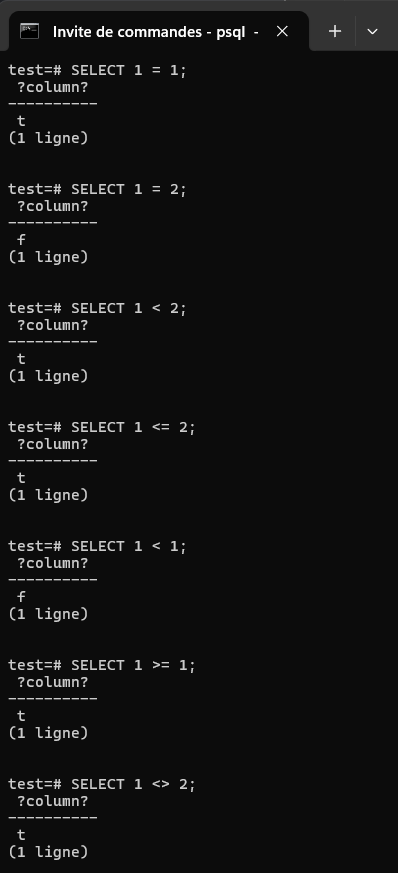 Invite de commandes - psql -
test=# SELECT 1 = 1;
?column?
----------
t
(1 ligne)
test=# SELECT 1 = 2;
?column?
----------
f
(1 ligne)
test=# SELECT 1 < 2;
?column?
----------
t
(1 ligne)
test=# SELECT 1 <= 2;
?column?
----------
t
(1 ligne)
test=# SELECT 1 < 1;
?column?
----------
f
(1 ligne)
test=# SELECT 1 >= 1;
?column?
----------
t
(1 ligne)
test=# SELECT 1 <> 2;
?column?
----------
t
(1 ligne)